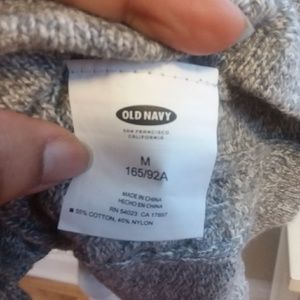 OLD NAVY
SAN FRANCISCO
CALIFORNIA
M
165/92A
MADE IN CHINA
HECHO EN CHINA
RN 54023 CA 17897
55% COTTON, 45% NYLON